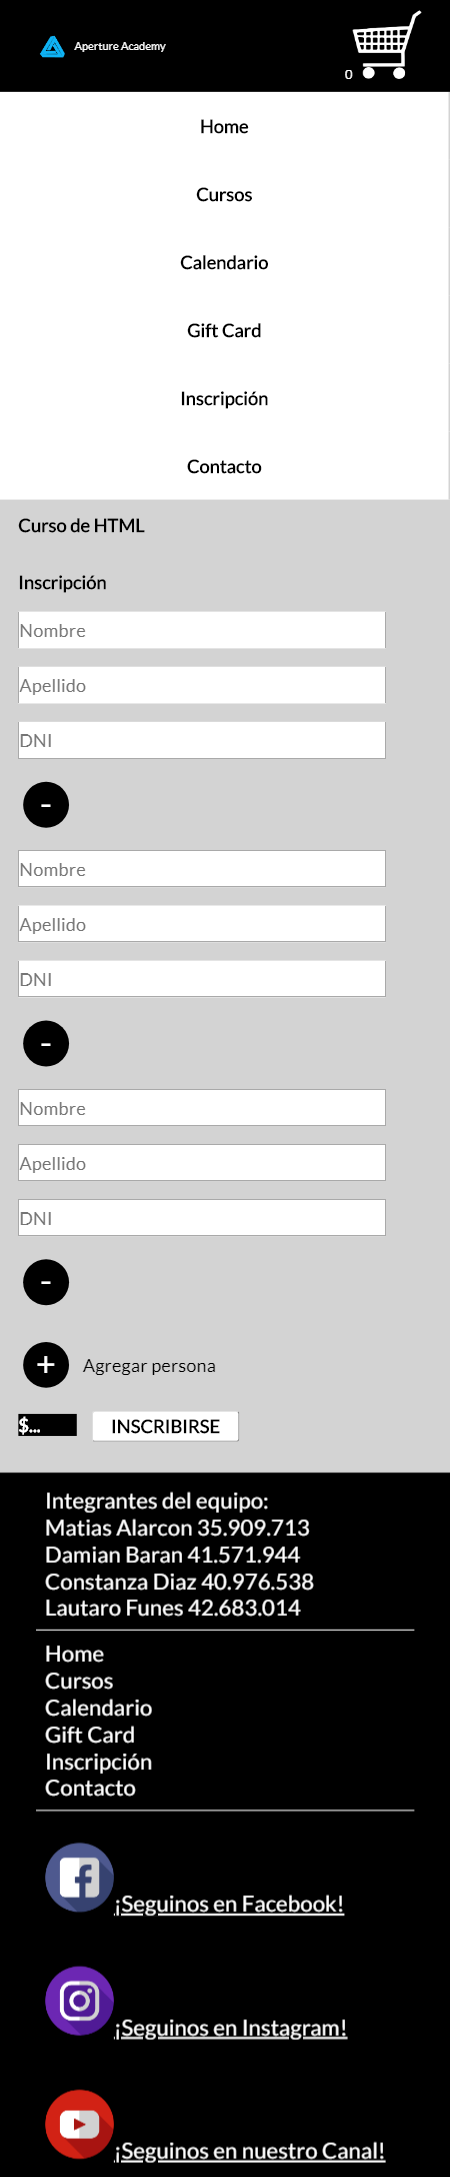 Aperture Academy
0
Home
Cursos
Calendario
Gift Card
Inscripción
Contacto
Curso de HTML
Inscripción
Nombre
Apellido
DNI
-
Nombre
Apellido
DNI
-
Nombre
Apellido
DNI
-
+ Agregar persona
$... INSCRIBIRSE
Integrantes del equipo:
Matias Alarcon 35.909.713
Damian Baran 41.571.944
Constanza Diaz 40.976.538
Lautaro Funes 42.683.014
Home
Cursos
Calendario
Gift Card
Inscripción
Contacto
¡Seguinos en Facebook!
¡Seguinos en Instagram!
¡Seguinos en nuestro Canal!